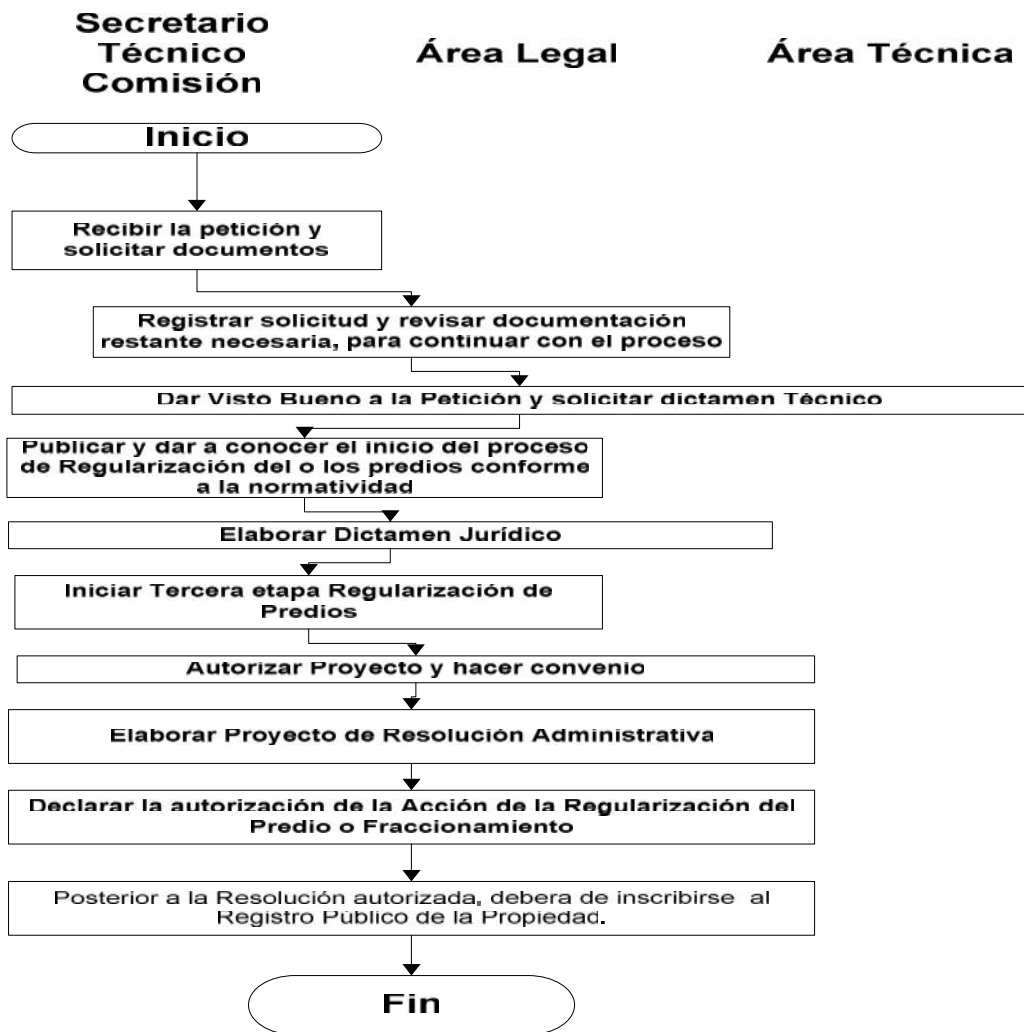 Secretario
Técnico
Comisión
Área Legal
Área Técnica
Inicio
Recibir la petición y
solicitar documentos
Registrar solicitud y revisar documentación
restante necesaria, para continuar con el proceso
Dar Visto Bueno a la Petición y solicitar dictamen Técnico
Publicar y dar a conocer el inicio del proceso
de Regularización del o los predios conforme
a la normatividad
Elaborar Dictamen Jurídico
Iniciar Tercera etapa Regularización de
Predios
Autorizar Proyecto y hacer convenio
Elaborar Proyecto de Resolución Administrativa
Declarar la autorización de la Acción de la Regularización del
Predio o Fraccionamiento
Posterior a la Resolución autorizada, debera de inscribirse al
Registro Público de la Propiedad.
Fin